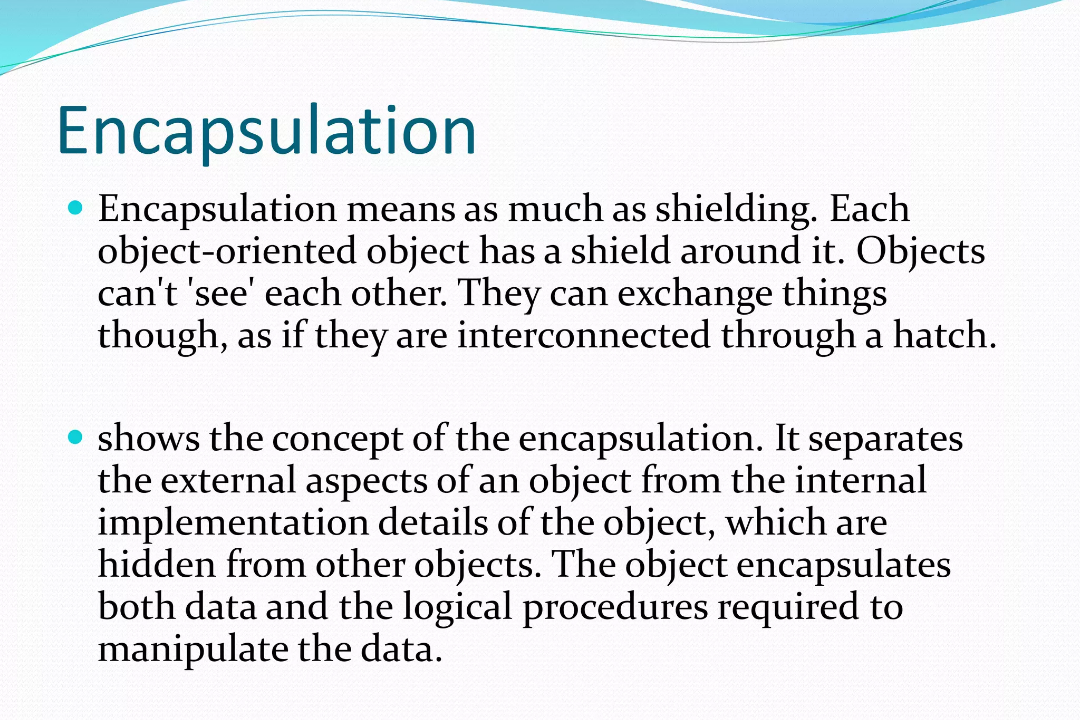 Encapsulation
Encapsulation means as much as shielding. Each
object-oriented object has a shield around it. Objects
can't 'see' each other. They can exchange things
though, as if they are interconnected through a hatch.
shows the concept of the encapsulation. It separates
the external aspects of an object from the internal
implementation details of the object, which are
hidden from other objects. The object encapsulates
both data and the logical procedures required to
manipulate the data.